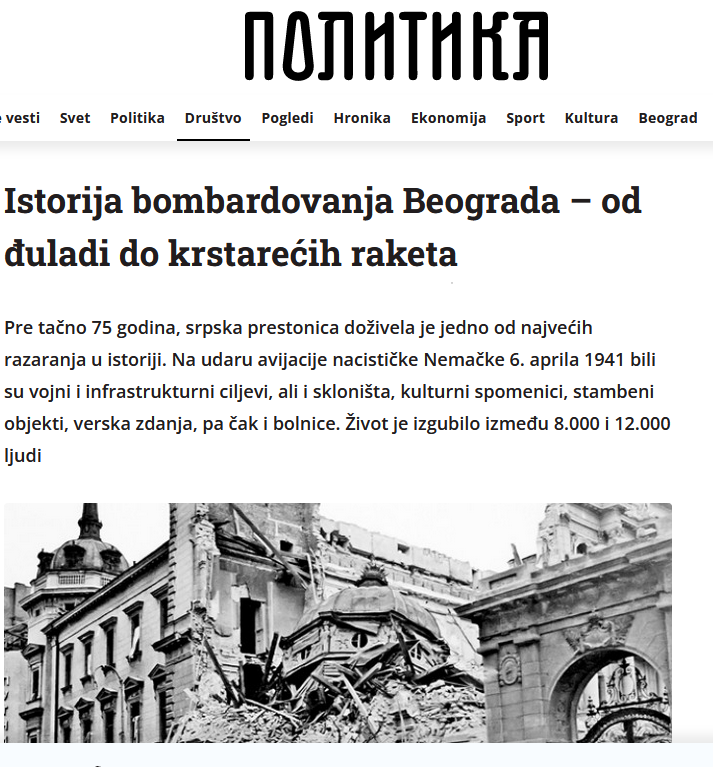 ПОЛИТИКА
e vesti Svet Politika Društvo Pogledi Hronika Ekonomija Sport Kultura Beograd
Istorija bombardovanja Beograda – od
đuladi do krstarećih raketa
Pre tačno 75 godina, srpska prestonica doživela je jedno od najvećih
razaranja u istoriji. Na udaru avijacije nacističke Nemačke 6. aprila 1941 bili
su vojni i infrastrukturni ciljevi, ali i skloništa, kulturni spomenici, stambeni
objekti, verska zdanja, pa čak i bolnice. Život je izgubilo između 8.000 i 12.000
ljudi